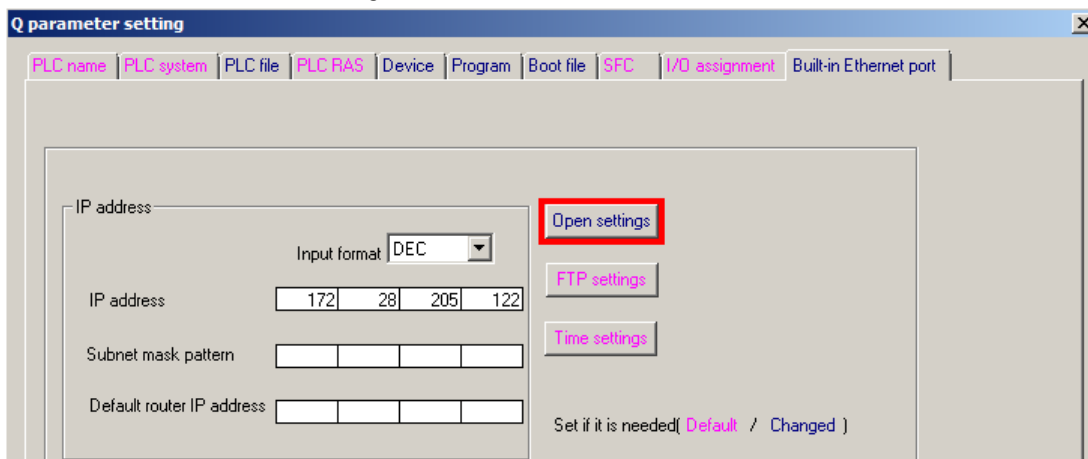 Q parameter setting
PLC name PLC system PLC file PLC RAS Device Program Boot file SFC I/O assignment Built-in Ethernet port
IP address
Input format DEC
IP address 172 28 205 122
Subnet mask pattern
Default router IP address
Open settings
FTP settings
Time settings
Set if it is needed( Default / Changed )